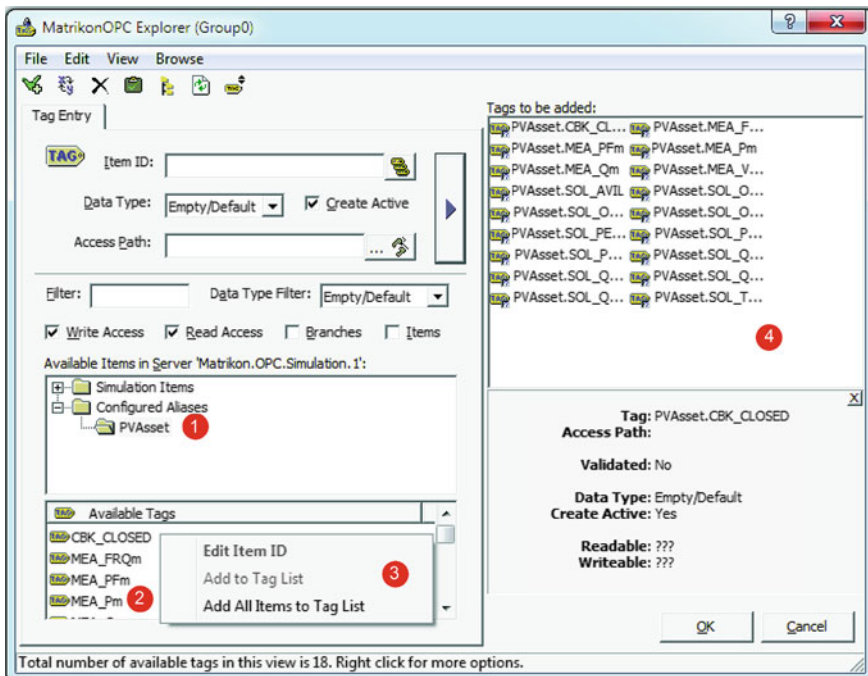 MatrikonOPC Explorer (Group0)
File Edit View Browse
Tag Entry
TAG
Item ID:
Data Type: Empty/Default Create Active
Access Path: ...
Filter: Data Type Filter: Empty/Default
Write Access Read Access Branches Items
Available Items in Server 'Matrikon.OPC.Simulation.1':
Simulation Items
Configured Aliases
PVAsset 1
Available Tags
CBK_CLOSED
MEA_FRQm
MEA_PFm
MEA_Pm 2
Edit Item ID
Add to Tag List 3
Add All Items to Tag List
Tags to be added:
PVAsset.CBK_CL... PVAsset.MEA_F...
PVAsset.MEA_PFm PVAsset.MEA_Pm
PVAsset.MEA_Qm PVAsset.MEA_V...
PVAsset.SOL_AVIL PVAsset.SOL_O...
PVAsset.SOL_O... PVAsset.SOL_O...
PVAsset.SOL_PE... PVAsset.SOL_P...
PVAsset.SOL_P... PVAsset.SOL_Q...
PVAsset.SOL_Q... PVAsset.SOL_Q...
PVAsset.SOL_Q... PVAsset.SOL_T...
4
X
Tag: PVAsset.CBK_CLOSED
Access Path:
Validated: No
Data Type: Empty/Default
Create Active: Yes
Readable: ???
Writeable: ???
OK Cancel
Total number of available tags in this view is 18. Right click for more options.